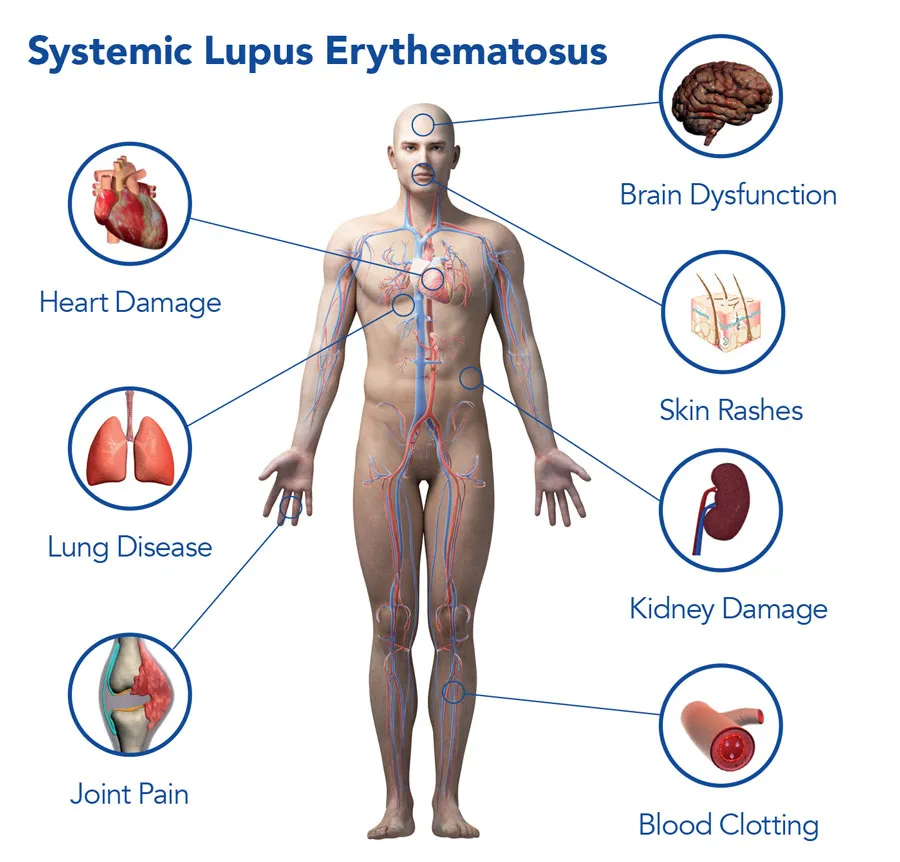 Systemic Lupus Erythematosus
Brain Dysfunction
Heart Damage
Skin Rashes
Lung Disease
Kidney Damage
Joint Pain
Blood Clotting